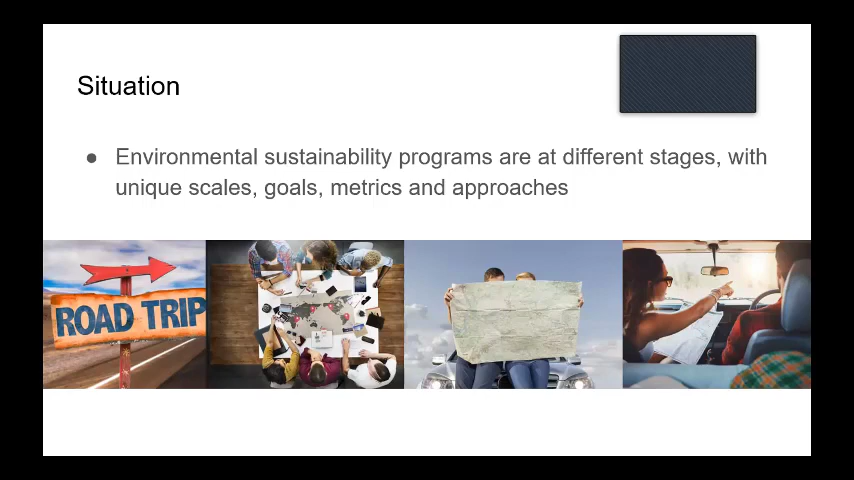 Situation
● Environmental sustainability programs are at different stages, with
unique scales, goals, metrics and approaches
ROAD TRIP